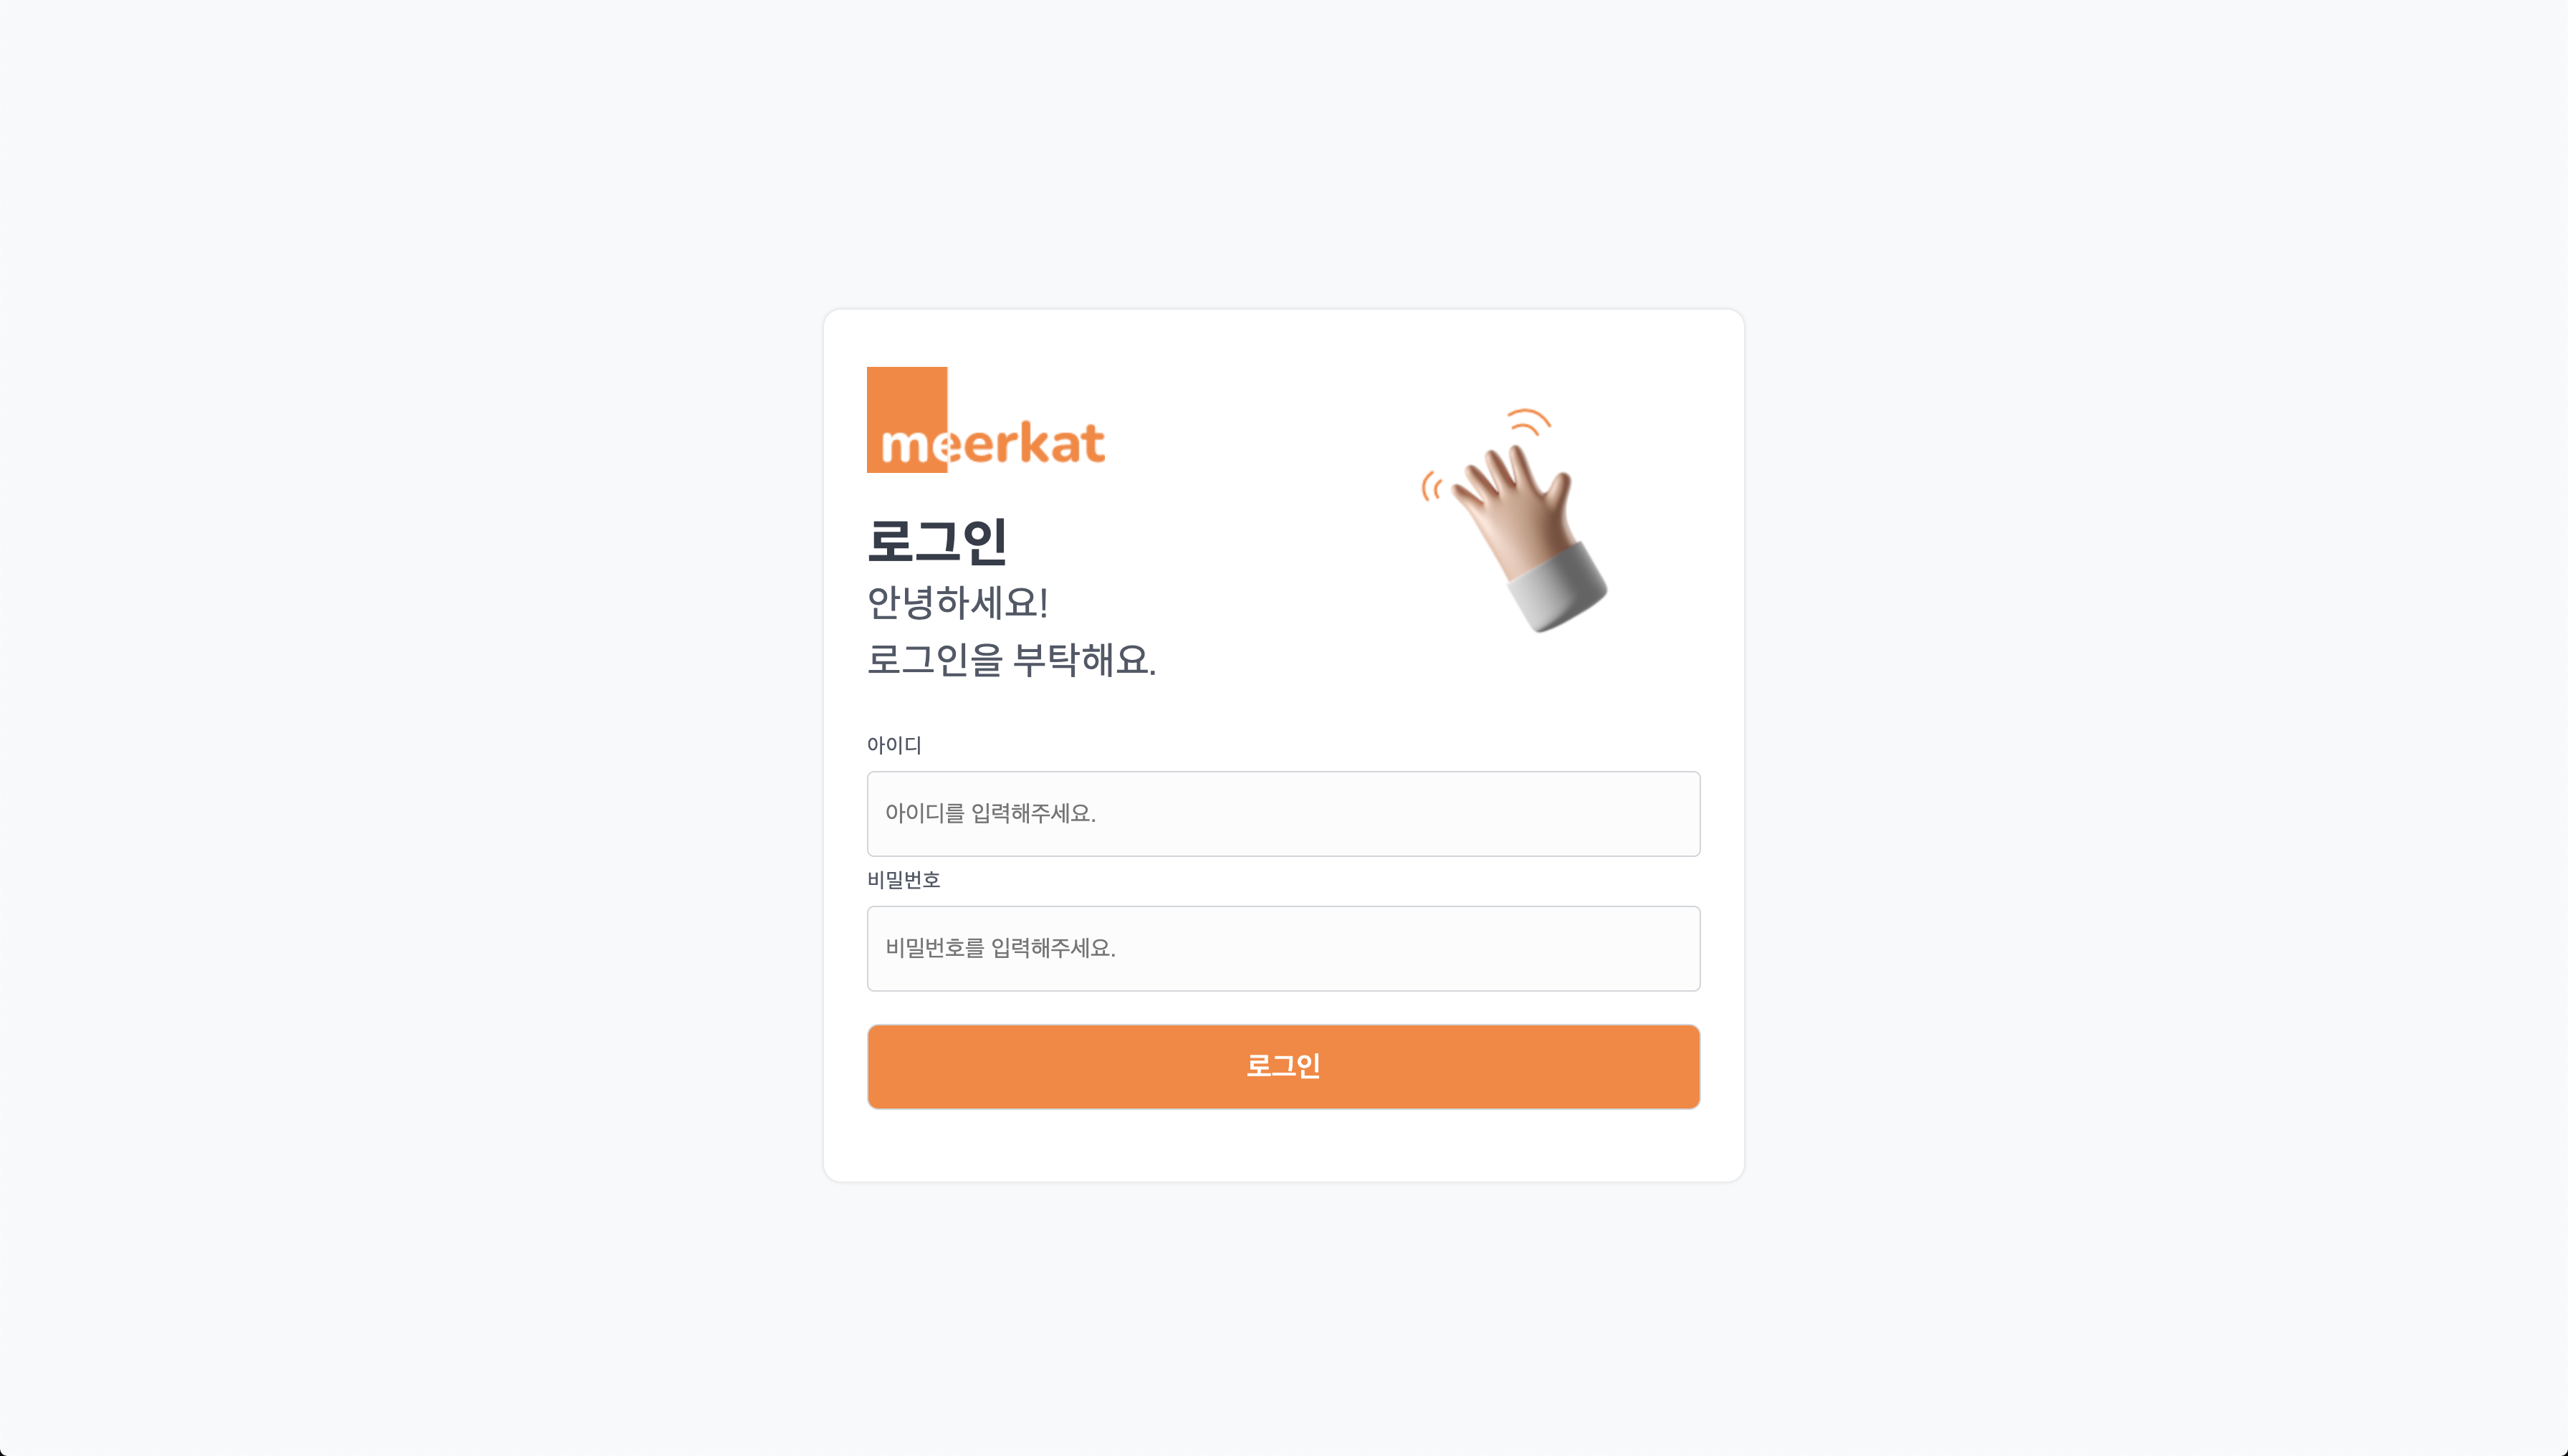 meerkat
로그인
안녕하세요!
로그인을 부탁해요.
아이디
아이디를 입력해주세요.
비밀번호
비밀번호를 입력해주세요.
로그인